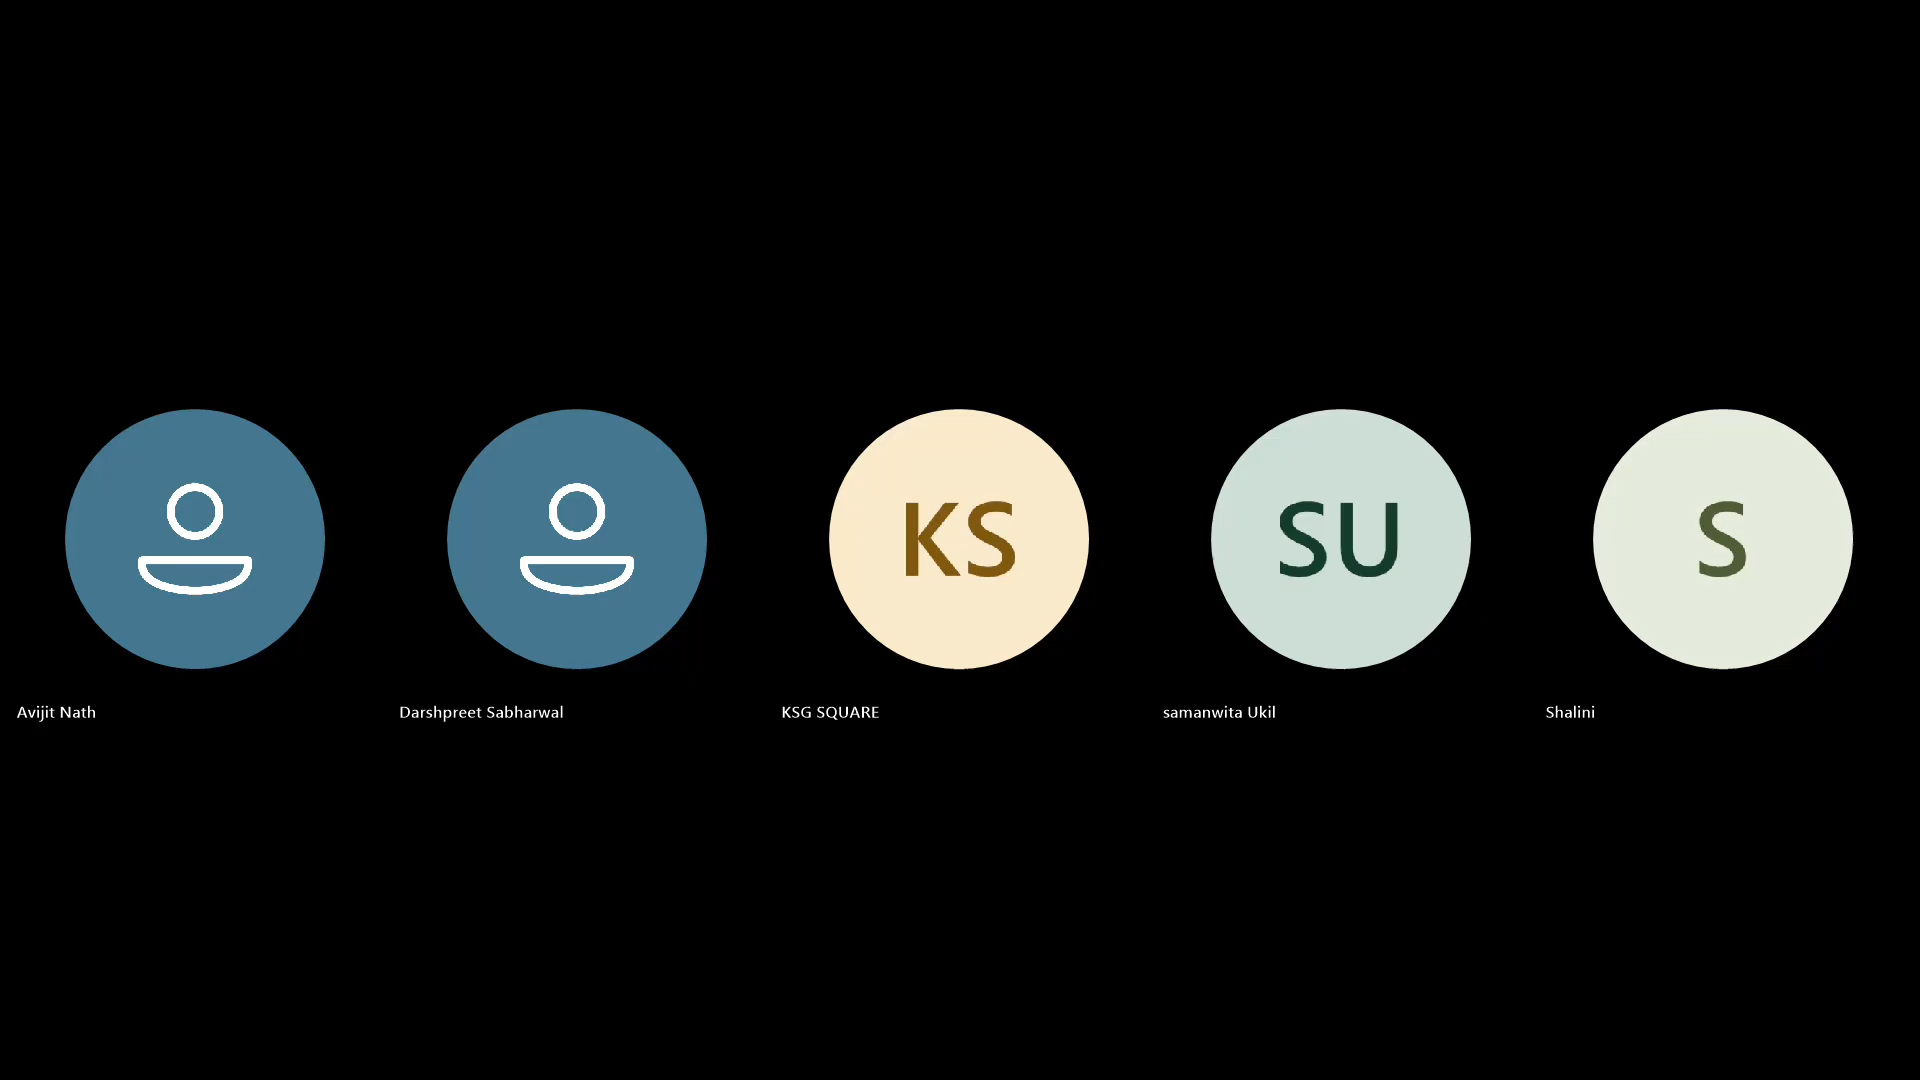 KS
SU
S
Avijit Nath
Darshpreet Sabharwal
KSG SQUARE
samanwita Ukil
Shalini